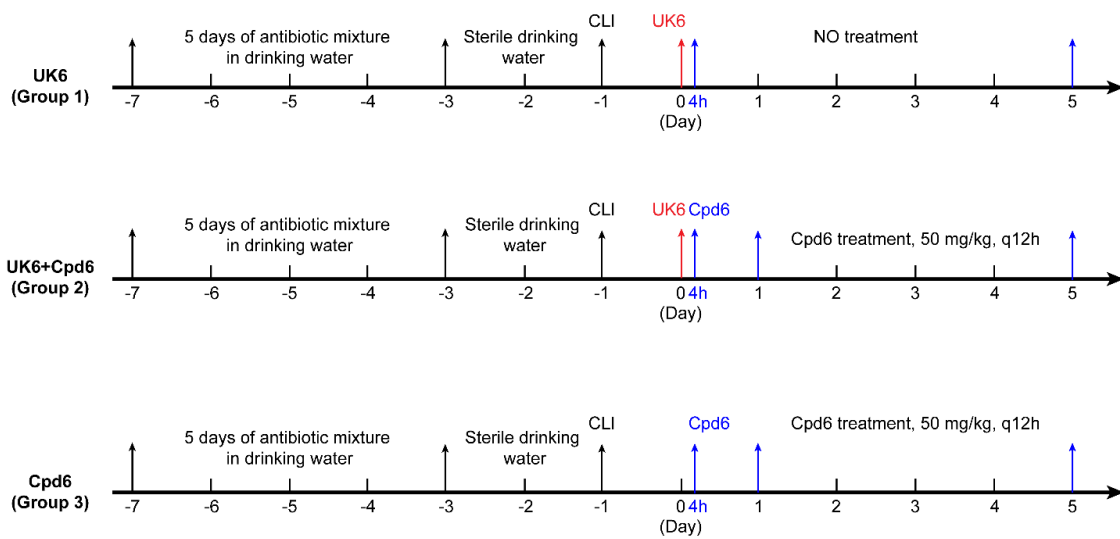 5 days of antibiotic mixture
in drinking water
Sterile drinking
water
CLI
UK6
NO treatment
UK6
(Group 1)
-7 -6 -5 -4 -3 -2 -1 0 4h 1 2 3 4 5
(Day)
5 days of antibiotic mixture
in drinking water
Sterile drinking
water
CLI
UK6 Cpd6
Cpd6 treatment, 50 mg/kg, q12h
UK6+Cpd6
(Group 2)
-7 -6 -5 -4 -3 -2 -1 0 4h 1 2 3 4 5
(Day)
5 days of antibiotic mixture
in drinking water
Sterile drinking
water
CLI
Cpd6
Cpd6 treatment, 50 mg/kg, q12h
Cpd6
(Group 3)
-7 -6 -5 -4 -3 -2 -1 0 4h 1 2 3 4 5
(Day)